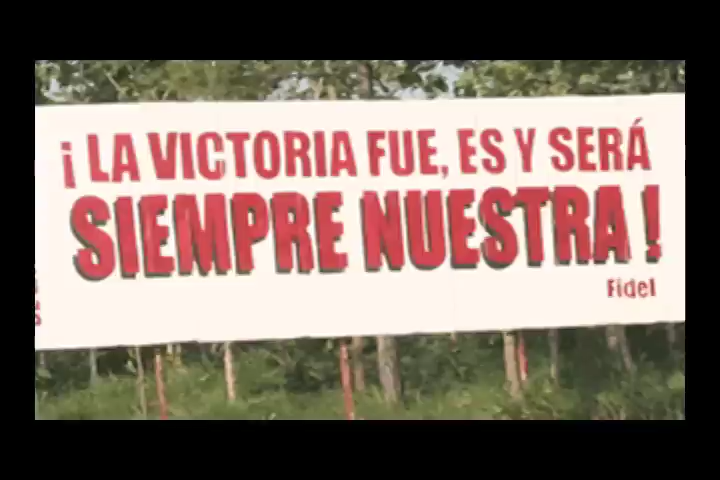 ¡ LA VICTORIA FUE, ES Y SERÁ
SIEMPRE NUESTRA !
Fidel